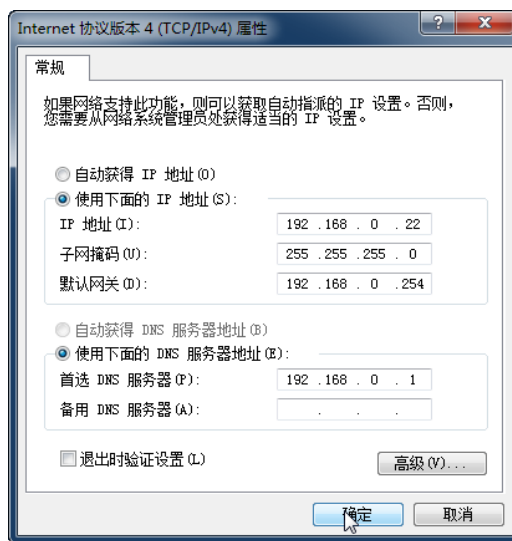 Internet 协议版本 4 (TCP/IPv4) 属性
常规
如果网络支持此功能，则可以获取自动指派的 IP 设置。否则，
您需要从网络系统管理员处获得适当的 IP 设置。
自动获得 IP 地址(O)
使用下面的 IP 地址(S):
IP 地址(I): 192 .168 . 0 . 22
子网掩码(U): 255 .255 .255 . 0
默认网关(D): 192 .168 . 0 .254
自动获得 DNS 服务器地址(B)
使用下面的 DNS 服务器地址(E):
首选 DNS 服务器(P): 192 .168 . 0 . 1
备用 DNS 服务器(A): . . .
退出时验证设置(L)
高级(V)...
确定 取消